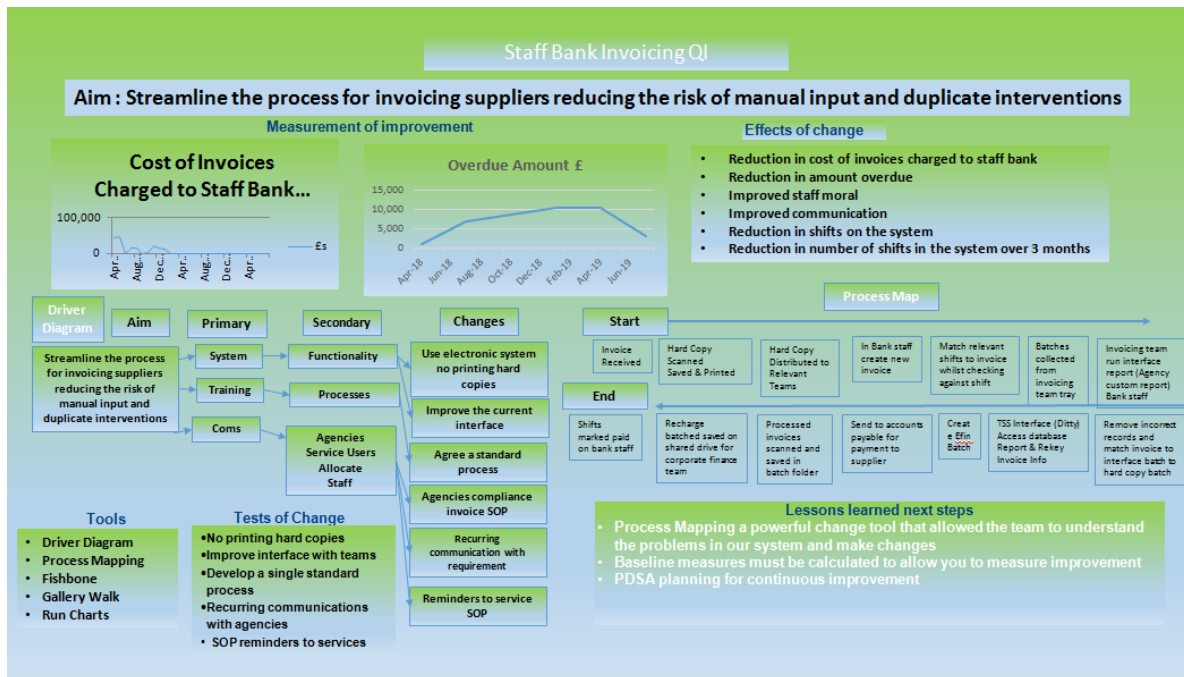 Staff Bank Invoicing QI
Aim : Streamline the process for invoicing suppliers reducing the risk of manual input and duplicate interventions
Measurement of improvement
Cost of Invoices
Charged to Staff Bank...
100,000
0
£s
Apr...
Aug...
Dec...
Apr...
Aug...
Dec...
Apr...
Overdue Amount £
15,000
10,000
5,000
0
Apr-18
Jun-18
Aug-18
Oct-18
Dec-18
Feb-19
Apr-19
Jun-19
Effects of change
• Reduction in cost of invoices charged to staff bank
• Reduction in amount overdue
• Improved staff moral
• Improved communication
• Reduction in shifts on the system
• Reduction in number of shifts in the system over 3 months
Driver
Diagram
Aim
Primary
Secondary
Changes
Streamline the process
for invoicing suppliers
reducing the risk of
manual input and
duplicate interventions
System
Training
Coms
Functionality
Processes
Agencies
Service Users
Allocate
Staff
Use electronic system
no printing hard
copies
Improve the current
interface
Agree a standard
process
Agencies compliance
invoice SOP
Recurring
communication with
requirement
Reminders to service
SOP
Process Map
Start
Invoice
Received
Hard Copy
Scanned
Saved & Printed
Hard Copy
Distributed to
Relevant
Teams
In Bank staff
create new
invoice
Match relevant
shifts to invoice
whilst checking
against shift
Batches
collected
from
invoicing
team tray
Invoicing team
run interface
report (Agency
custom report)
Bank staff
End
Shifts
marked paid
on bank staff
Recharge
batched saved on
shared drive for
corporate finance
team
Processed
invoices
scanned and
saved in
batch folder
Send to accounts
payable for
payment to
supplier
Creat
e Efin
Batch
TSS Interface (Ditty)
Access database
Report & Rekey
Invoice Info
Remove incorrect
records and
match invoice to
interface batch to
hard copy batch
Tools
• Driver Diagram
• Process Mapping
• Fishbone
• Gallery Walk
• Run Charts
Tests of Change
•No printing hard copies
•Improve interface with teams
•Develop a single standard
process
•Recurring communications
with agencies
• SOP reminders to services
Lessons learned next steps
• Process Mapping a powerful change tool that allowed the team to understand
the problems in our system and make changes
• Baseline measures must be calculated to allow you to measure improvement
• PDSA planning for continuous improvement